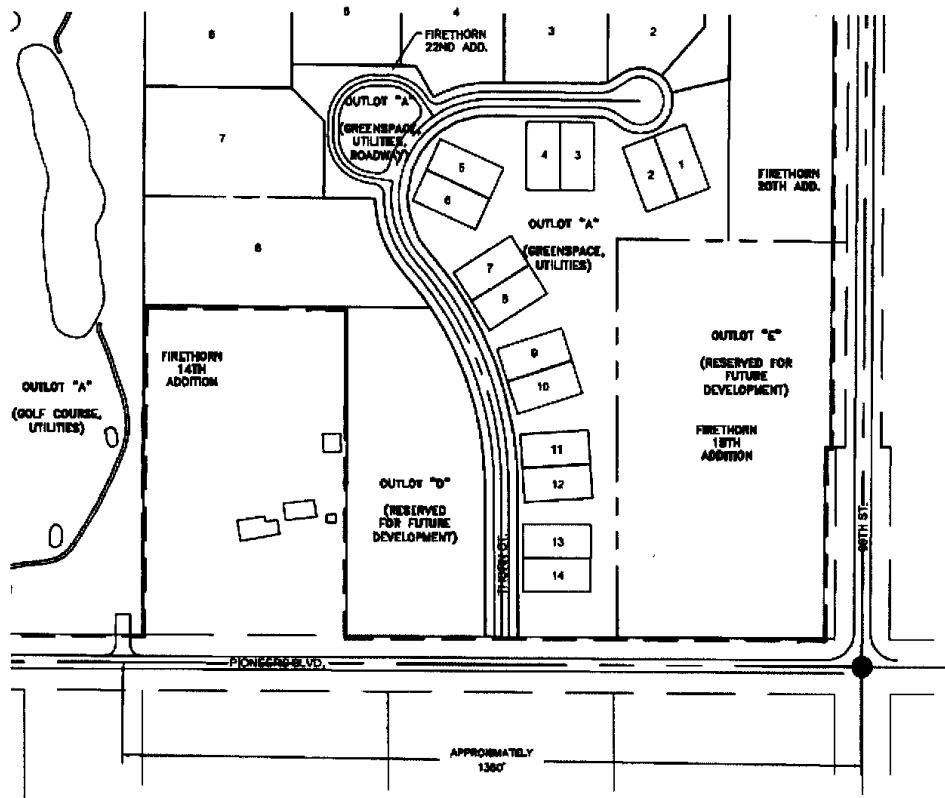 5
4
3
2
8
FIRETHORN
22ND ADD.
OUTLOT "A"
(GREENSPACE,
UTILITIES,
ROADWAY)
7
5
6
4
3
2
1
FIRETHORN
20TH ADD.
OUTLOT "A"
(GREENSPACE,
UTILITIES)
6
7
8
9
10
11
12
13
14
FIRETHORN
14TH
ADDITION
OUTLOT "A"
(GOLF COURSE,
UTILITIES)
OUTLOT "E"
(RESERVED FOR
FUTURE
DEVELOPMENT)
FIRETHORN
ADDITION
OUTLOT "D"
(RESERVED
FOR FUTURE
DEVELOPMENT)
THORN CT.
PIONEERS BLVD.
APPROXIMATELY
1360'